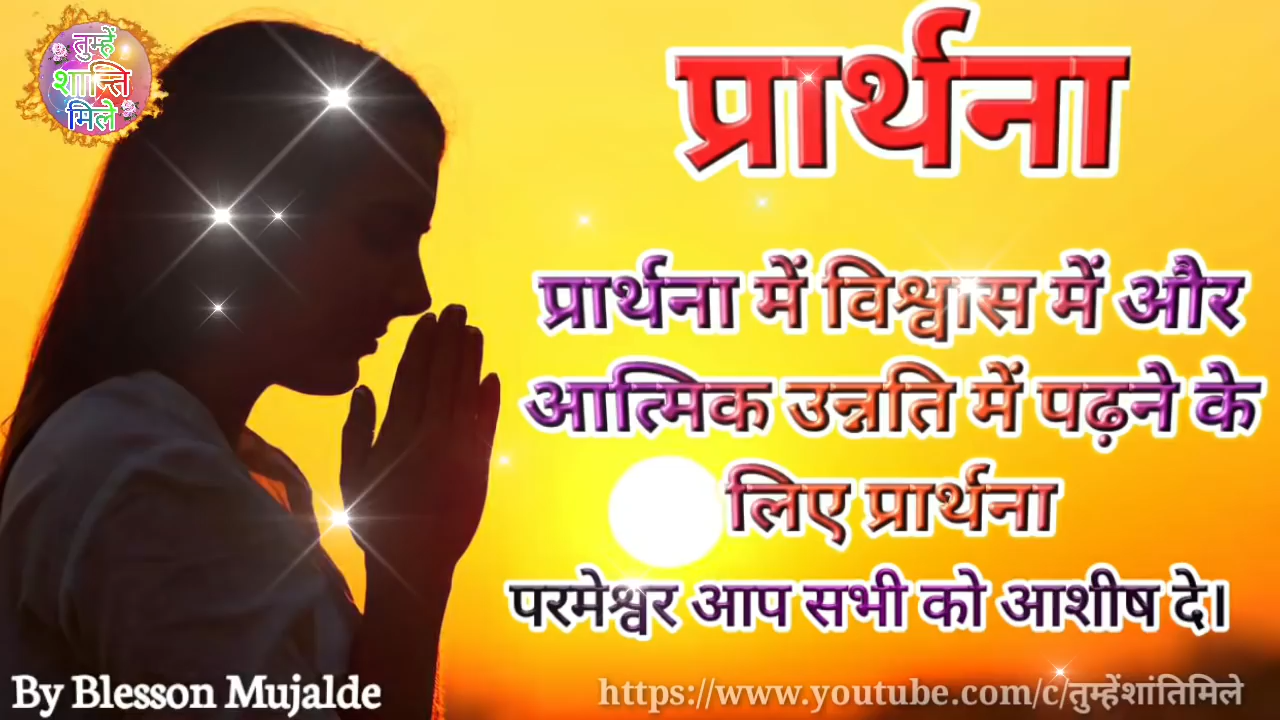 तुम्हें
शान्ति
मिले
प्रार्थना
प्रार्थना में विश्वास में और
आत्मिक उन्नति में पढ़ने के
लिए प्रार्थना
परमेश्वर आप सभी को आशीष दे।
By Blesson Mujalde
https://www.youtube.com/c/तुम्हेंशांतिमिले